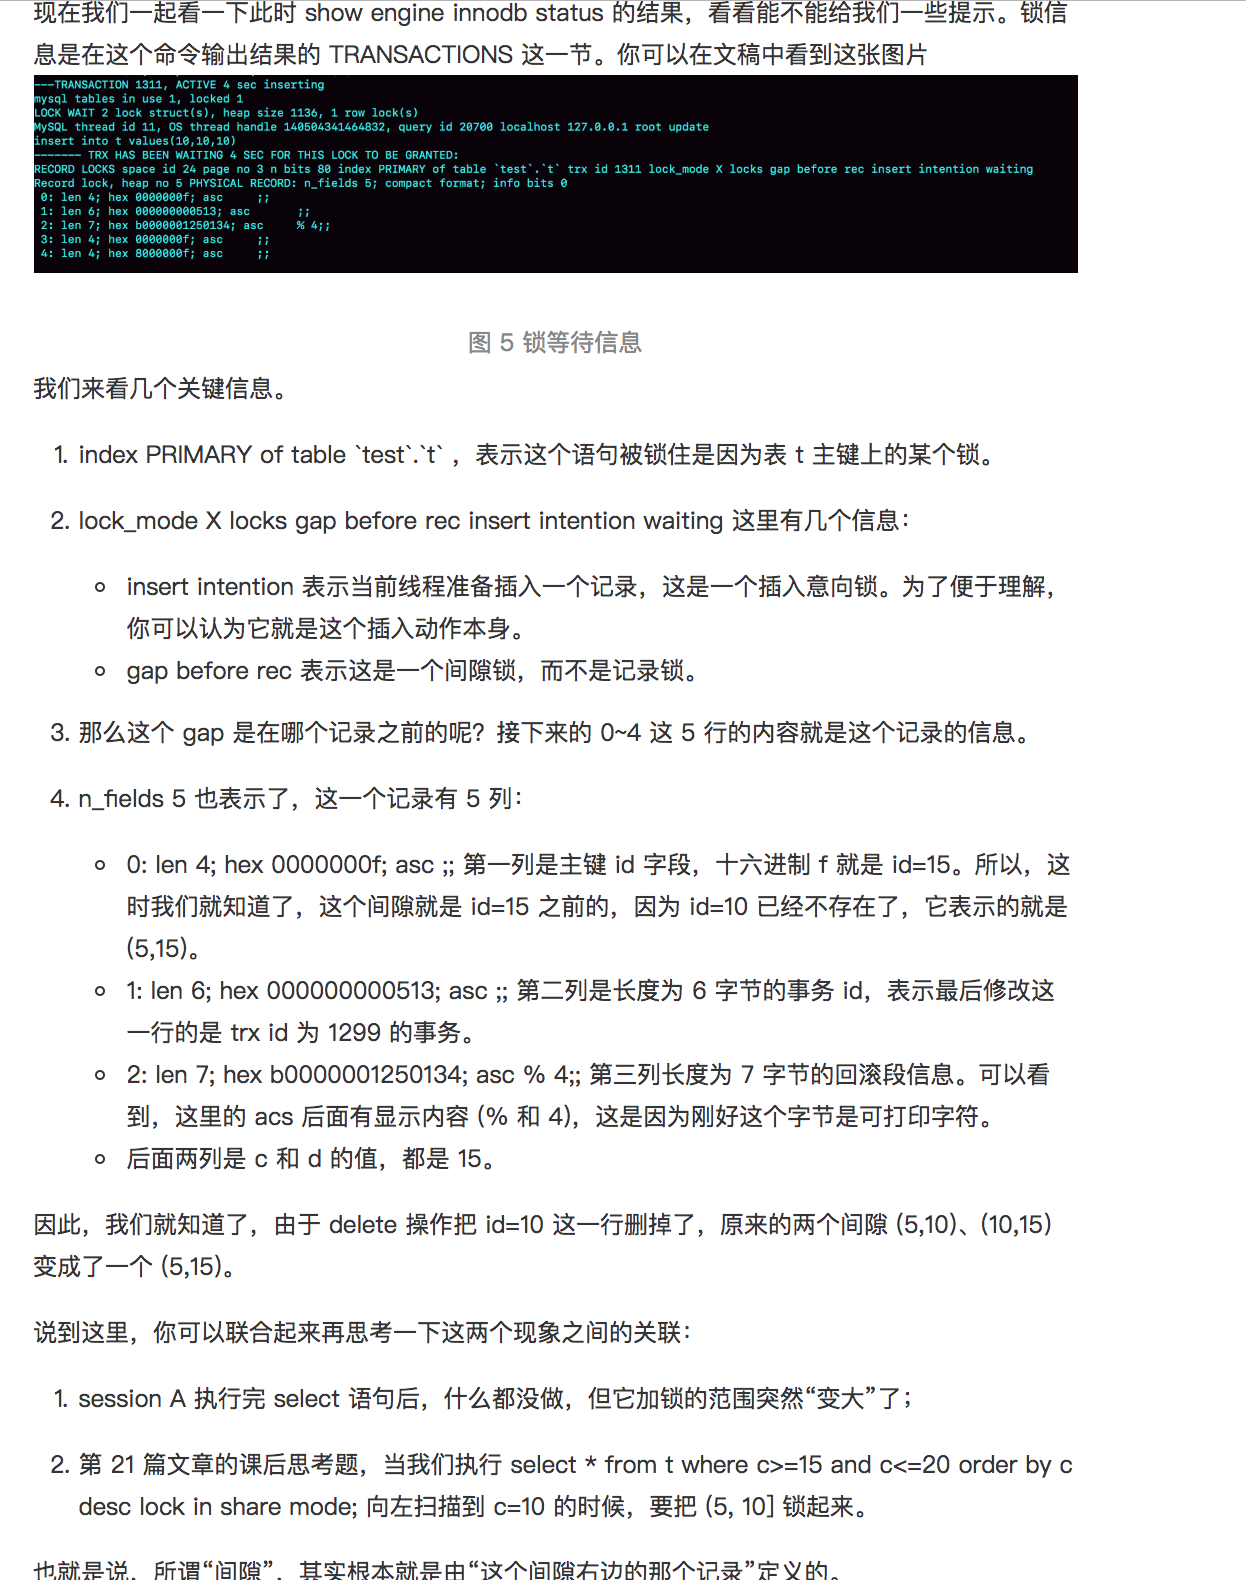 现在我们一起看一下此时 show engine innodb status 的结果，看看能不能给我们一些提示。锁信
息是在这个命令输出结果的 TRANSACTIONS 这一节。你可以在文稿中看到这张图片
---TRANSACTION 1311, ACTIVE 4 sec inserting
mysql tables in use 1, locked 1
LOCK WAIT 2 lock struct(s), heap size 1136, 1 row lock(s)
MySQL thread id 11, OS thread handle 140504341464832, query id 20700 localhost 127.0.0.1 root update
insert into t values(10,10,10)
------- TRX HAS BEEN WAITING 4 SEC FOR THIS LOCK TO BE GRANTED:
RECORD LOCKS space id 24 page no 3 n bits 80 index PRIMARY of table `test`.`t` trx id 1311 lock_mode X locks gap before rec insert intention waiting
Record lock, heap no 5 PHYSICAL RECORD: n_fields 5; compact format; info bits 0
0: len 4; hex 0000000f; asc     ;;
1: len 6; hex 000000000513; asc       ;;
2: len 7; hex b0000001250134; asc     % 4;;
3: len 4; hex 0000000f; asc     ;;
4: len 4; hex 8000000f; asc     ;;
图 5 锁等待信息
我们来看几个关键信息。
1. index PRIMARY of table `test`.`t` ，表示这个语句被锁住是因为表 t 主键上的某个锁。
2. lock_mode X locks gap before rec insert intention waiting 这里有几个信息：
insert intention 表示当前线程准备插入一个记录，这是一个插入意向锁。为了便于理解，
你可以认为它就是这个插入动作本身。
gap before rec 表示这是一个间隙锁，而不是记录锁。
3. 那么这个 gap 是在哪个记录之前的呢？接下来的 0~4 这 5 行的内容就是这个记录的信息。
4. n_fields 5 也表示了，这一个记录有 5 列：
0: len 4; hex 0000000f; asc ;; 第一列是主键 id 字段，十六进制 f 就是 id=15。所以，这
时我们就知道了，这个间隙就是 id=15 之前的，因为 id=10 已经不存在了，它表示的就是
(5,15)。
1: len 6; hex 000000000513; asc ;; 第二列是长度为 6 字节的事务 id，表示最后修改这
一行的是 trx id 为 1299 的事务。
2: len 7; hex b0000001250134; asc % 4;; 第三列长度为 7 字节的回滚段信息。可以看
到，这里的 acs 后面有显示内容 (% 和 4)，这是因为刚好这个字节是可打印字符。
后面两列是 c 和 d 的值，都是 15。
因此，我们就知道了，由于 delete 操作把 id=10 这一行删掉了，原来的两个间隙 (5,10)、(10,15)
变成了一个 (5,15)。
说到这里，你可以联合起来再思考一下这两个现象之间的关联：
1. session A 执行完 select 语句后，什么都没做，但它加锁的范围突然“变大”了；
2. 第 21 篇文章的课后思考题，当我们执行 select * from t where c>=15 and c<=20 order by c
desc lock in share mode; 向左扫描到 c=10 的时候，要把 (5, 10] 锁起来。
也就是说，所谓“间隙”，其实根本就是由“这个间隙右边的那个记录”定义的。